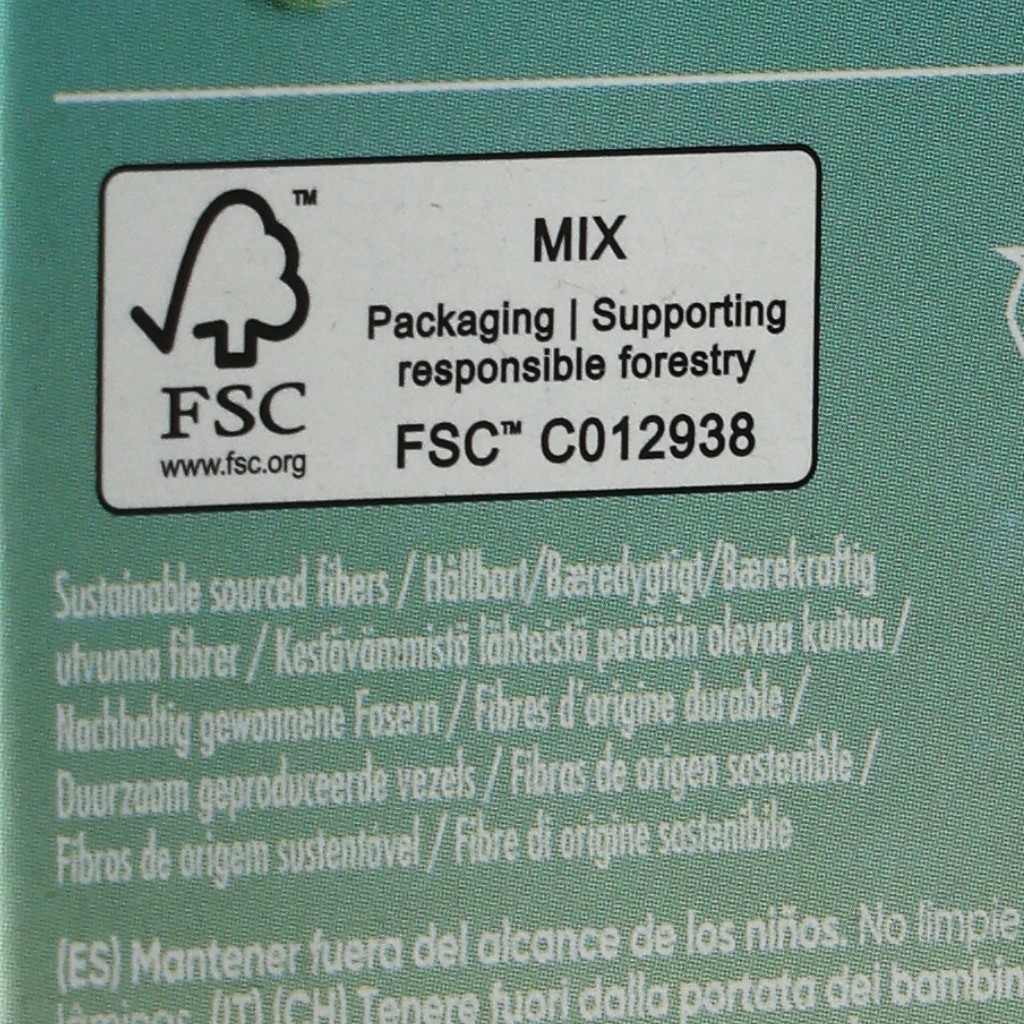 ™
MIX
Packaging | Supporting
responsible forestry
FSC
www.fsc.org
FSC™ C012938
Sustainable sourced fibers / Hållbart/Bæredygtigt/Bærekraftig
utvunna fibrer / Kestävämmistä lähteistä peräisin olevaa kuitua /
Nachhaltig gewonnene Fasern / Fibres d'origine durable /
Duurzaam geproduceerde vezels / Fibras de origen sostenible /
Fibras de origem sustentável / Fibre di origine sostenibile
(ES) Mantener fuera del alcance de los niños. No limpie
(IT) (CH) Tenere fuori dalla portata dei bambin